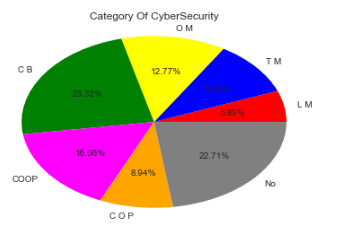 Category Of CyberSecurity
O M
T M
C B
12.77%
23.32%
L M
5.89%
16.06%
22.71%
8.94%
COOP
No
C O P